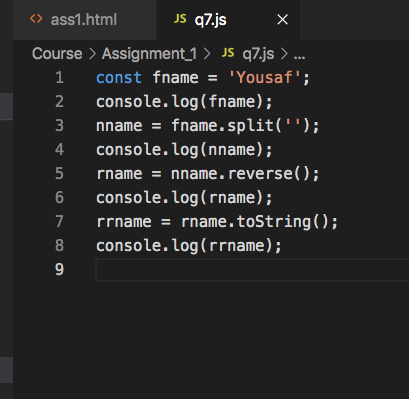 <> ass1.html JS q7.js ×
Course > Assignment_1 > JS q7.js > ...
1 const fname = 'Yousaf';
2 console.log(fname);
3 nname = fname.split('');
4 console.log(nname);
5 rname = nname.reverse();
6 console.log(rname);
7 rrname = rname.toString();
8 console.log(rrname);
9